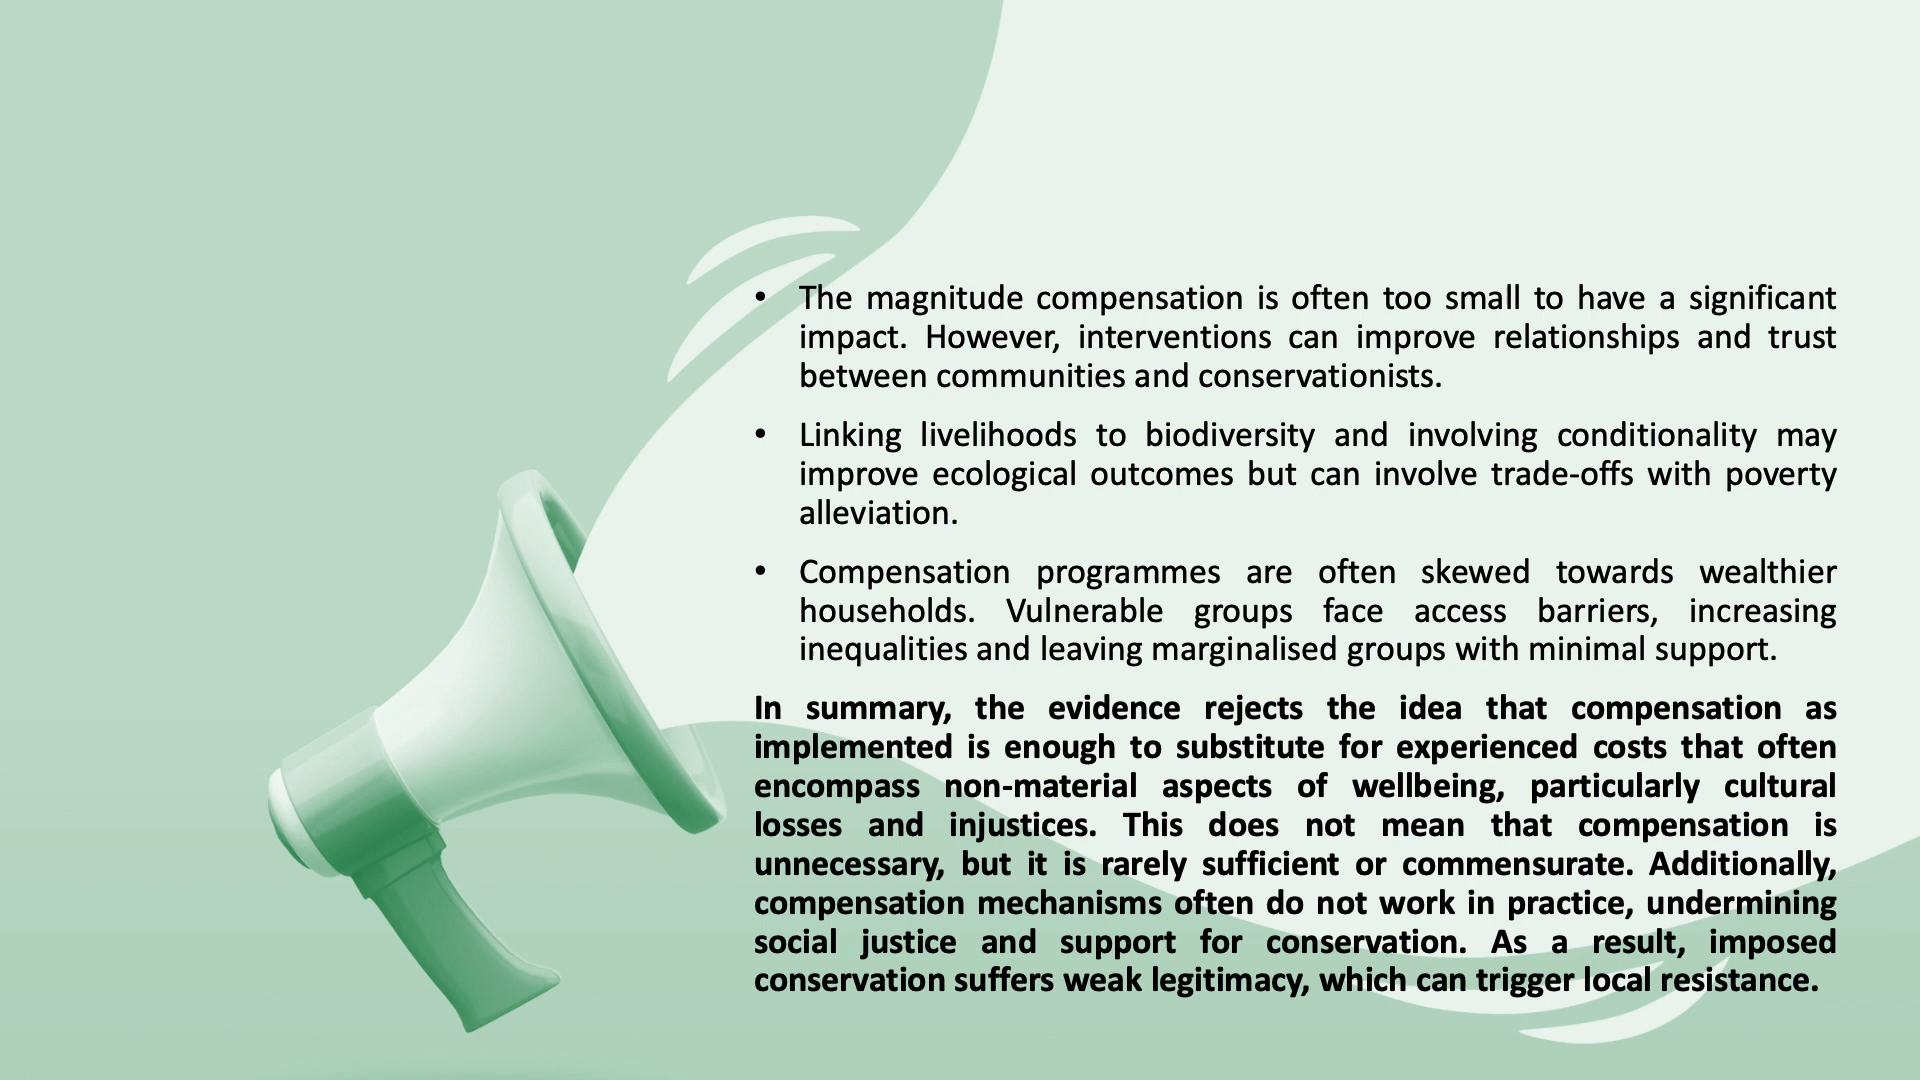 • The magnitude compensation is often too small to have a significant
impact. However, interventions can improve relationships and trust
between communities and conservationists.
• Linking livelihoods to biodiversity and involving conditionality may
improve ecological outcomes but can involve trade-offs with poverty
alleviation.
• Compensation programmes are often skewed towards wealthier
households. Vulnerable groups face access barriers, increasing
inequalities and leaving marginalised groups with minimal support.
In summary, the evidence rejects the idea that compensation as
implemented is enough to substitute for experienced costs that often
encompass non-material aspects of wellbeing, particularly cultural
losses and injustices. This does not mean that compensation is
unnecessary, but it is rarely sufficient or commensurate. Additionally,
compensation mechanisms often do not work in practice, undermining
social justice and support for conservation. As a result, imposed
conservation suffers weak legitimacy, which can trigger local resistance.